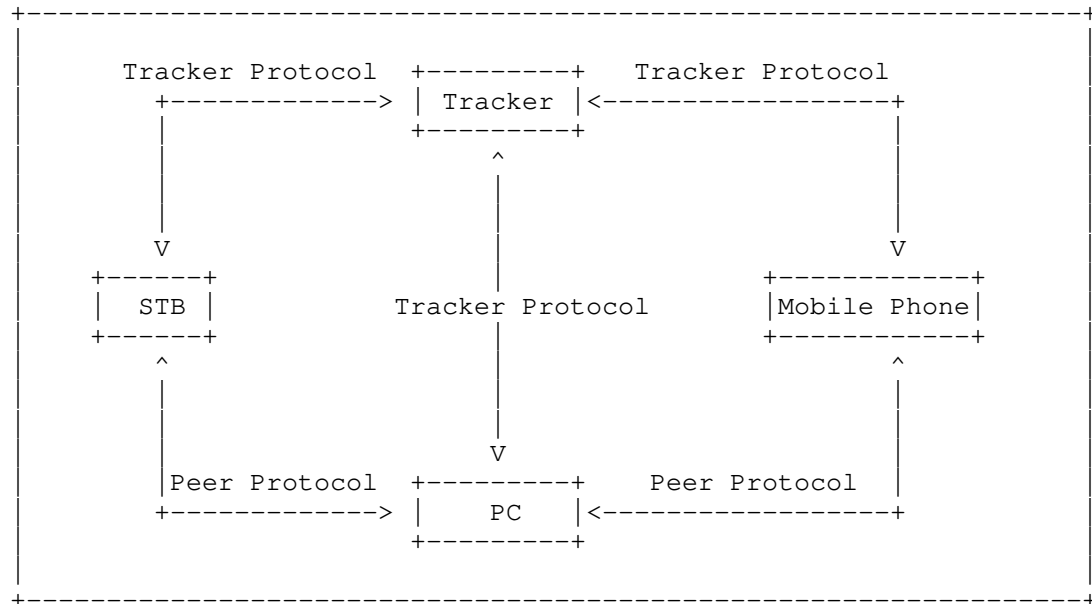 Tracker Protocol Tracker Protocol
Tracker
STB Tracker Protocol Mobile Phone
Peer Protocol Peer Protocol
PC